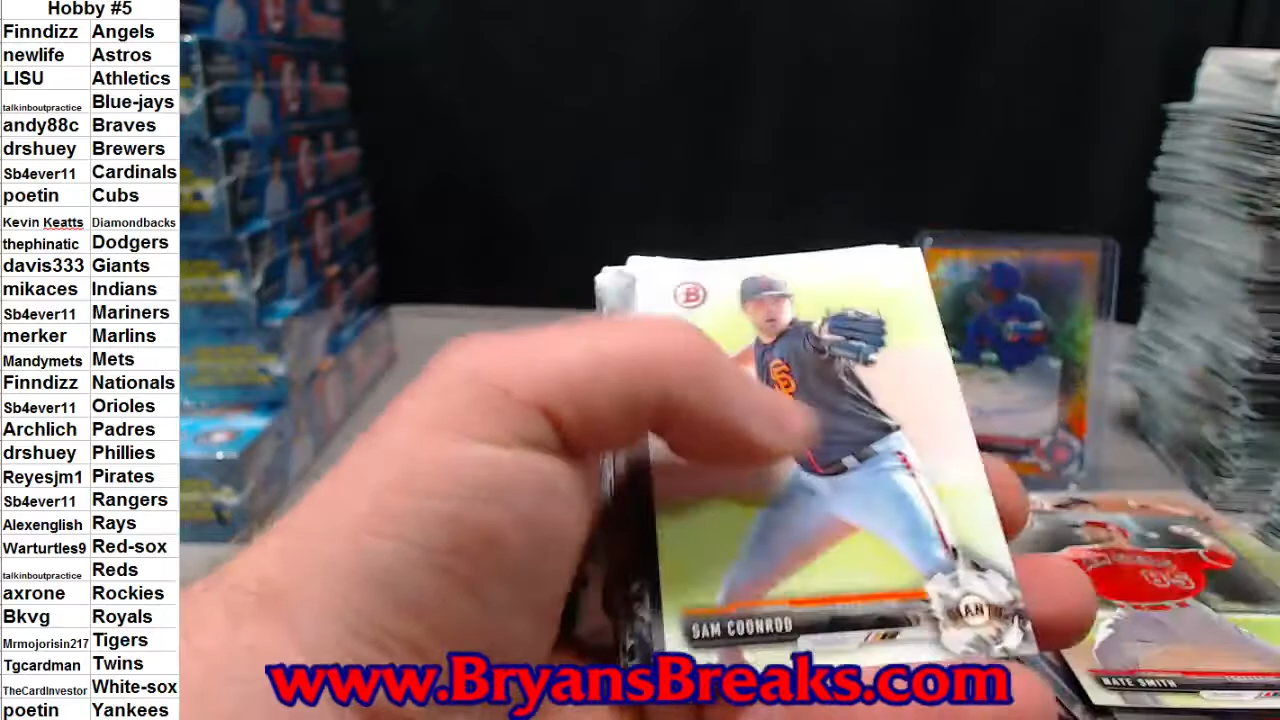 Hobby #5
Finndizz Angels
newlife Astros
LISU Athletics
talkinboutpractice Blue-jays
andy88c Braves
drshuey Brewers
Sb4ever11 Cardinals
poetin Cubs
Kevin Keatts Diamondbacks
thephinatic Dodgers
davis333 Giants
mikaces Indians
Sb4ever11 Mariners
merker Marlins
Mandymets Mets
Finndizz Nationals
Sb4ever11 Orioles
Archlich Padres
drshuey Phillies
Reyesjm1 Pirates
Sb4ever11 Rangers
Alexenglish Rays
Warturtles9 Red-sox
talkinboutpractice Reds
axrone Rockies
Bkvg Royals
Mrmojorisin217 Tigers
Tgcardman Twins
TheCardInvestor White-sox
poetin Yankees
B
SAM COONROD
GIANTS
NATE SMITH
www.BryansBreaks.com